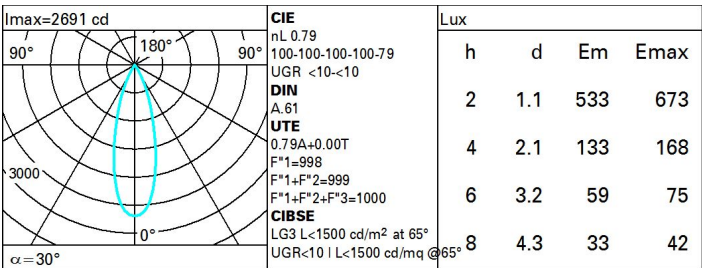 Imax=2691 cd
90° 180° 90°
3000
0°
α=30°
CIE
nL 0.79
100-100-100-100-79
UGR <10-<10
DIN
A.61
UTE
0.79A+0.00T
F"1=998
F"1+F"2=999
F"1+F"2+F"3=1000
CIBSE
LG3 L<1500 cd/m² at 65°
UGR<10 | L<1500 cd/mq @65°
Lux
h d Em Emax
2 1.1 533 673
4 2.1 133 168
6 3.2 59 75
8 4.3 33 42